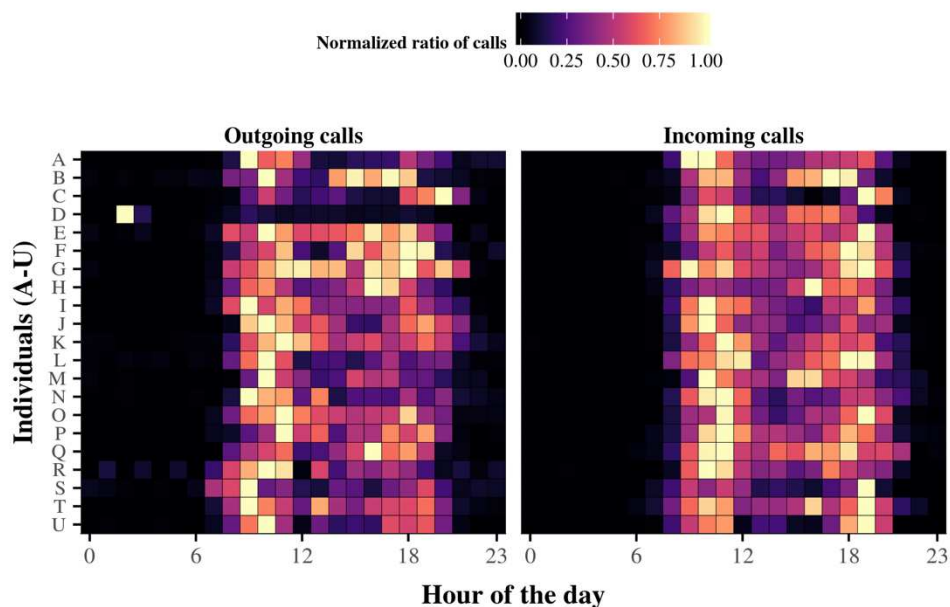 Normalized ratio of calls
0.00 0.25 0.50 0.75 1.00
Outgoing calls Incoming calls
Individuals (A-U)
A
B
C
D
E
F
G
H
I
J
K
L
M
N
O
P
Q
R
S
T
U
0 6 12 18 23 0 6 12 18 23
Hour of the day